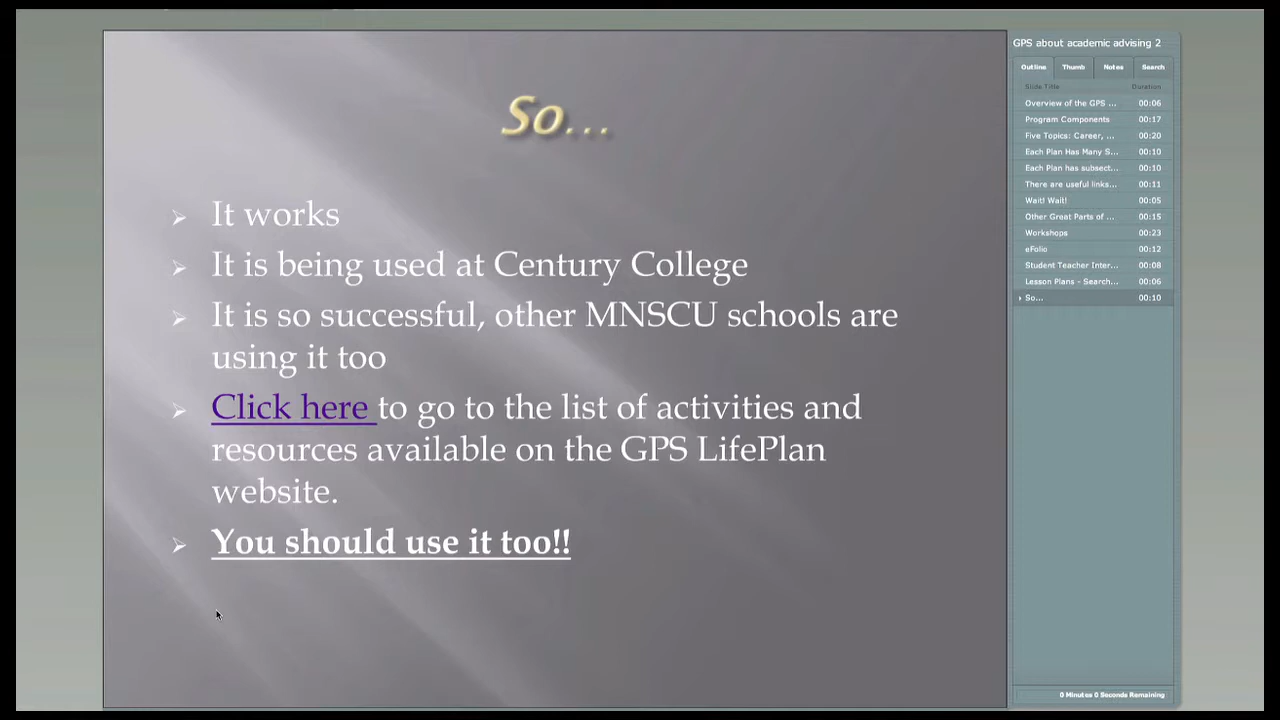 So...
It works
It is being used at Century College
It is so successful, other MNSCU schools are
using it too
Click here to go to the list of activities and
resources available on the GPS LifePlan
website.
You should use it too!!
GPS about academic advising 2
Outline Thumb Notes Search
Slide Title Duration
Overview of the GPS ... 00:06
Program Components 00:17
Five Topics: Career, ... 00:20
Each Plan Has Many S... 00:10
Each Plan has subsect... 00:10
There are useful links... 00:11
Wait! Wait! 00:05
Other Great Parts of ... 00:15
Workshops 00:23
eFolio 00:12
Student Teacher Inter... 00:08
Lesson Plans - Search... 00:06
So... 00:10
0 Minutes 0 Seconds Remaining